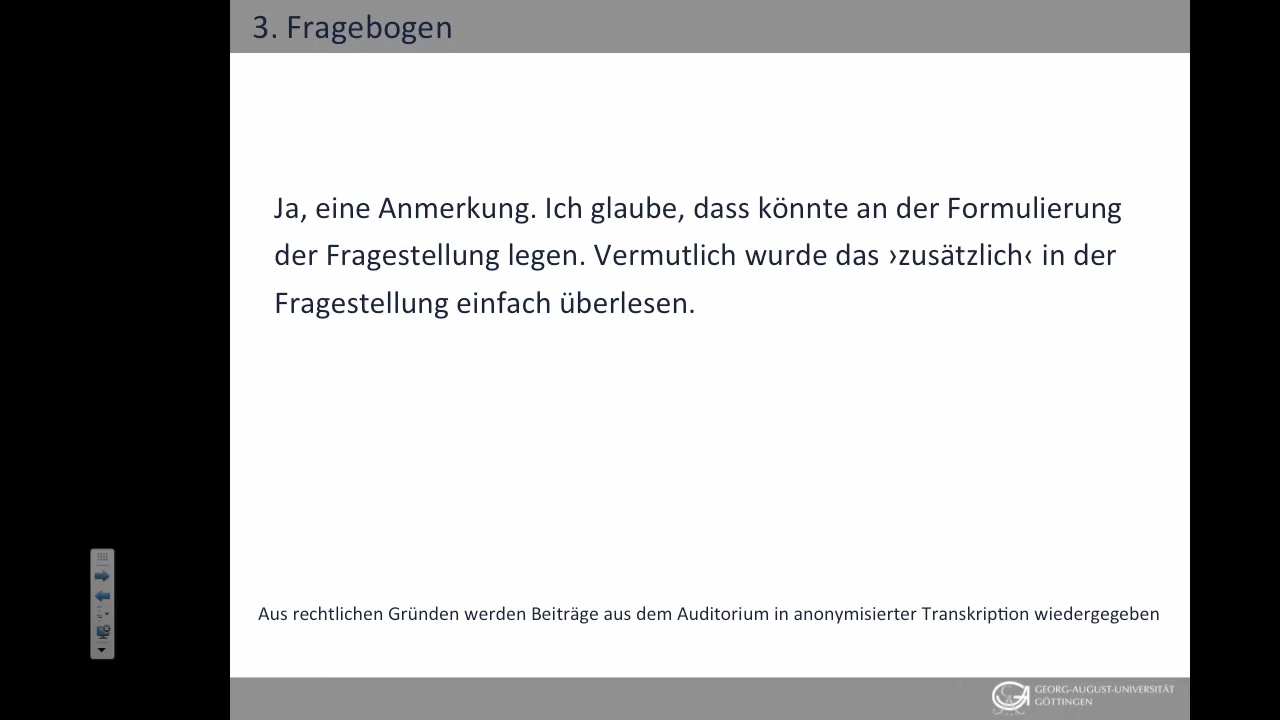 3. Fragebogen
Ja, eine Anmerkung. Ich glaube, dass könnte an der Formulierung
der Fragestellung legen. Vermutlich wurde das ›zusätzlich‹ in der
Fragestellung einfach überlesen.
Aus rechtlichen Gründen werden Beiträge aus dem Auditorium in anonymisierter Transkription wiedergegeben
GEORG-AUGUST-UNIVERSITÄT
GÖTTINGEN